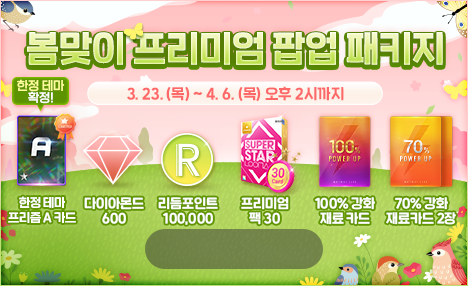 봄맞이 프리미엄 팝업 패키지
한정 테마
확정!
3. 23. (목) ~ 4. 6. (목) 오후 2시까지
A
R
SUPER
STAR
30
Card
100%
POWER UP
70%
POWER UP
한정 테마
프리즘 A 카드
다이아몬드
600
리듬포인트
100,000
프리미엄
팩 30
100% 강화
재료 카드
70% 강화
재료카드 2장